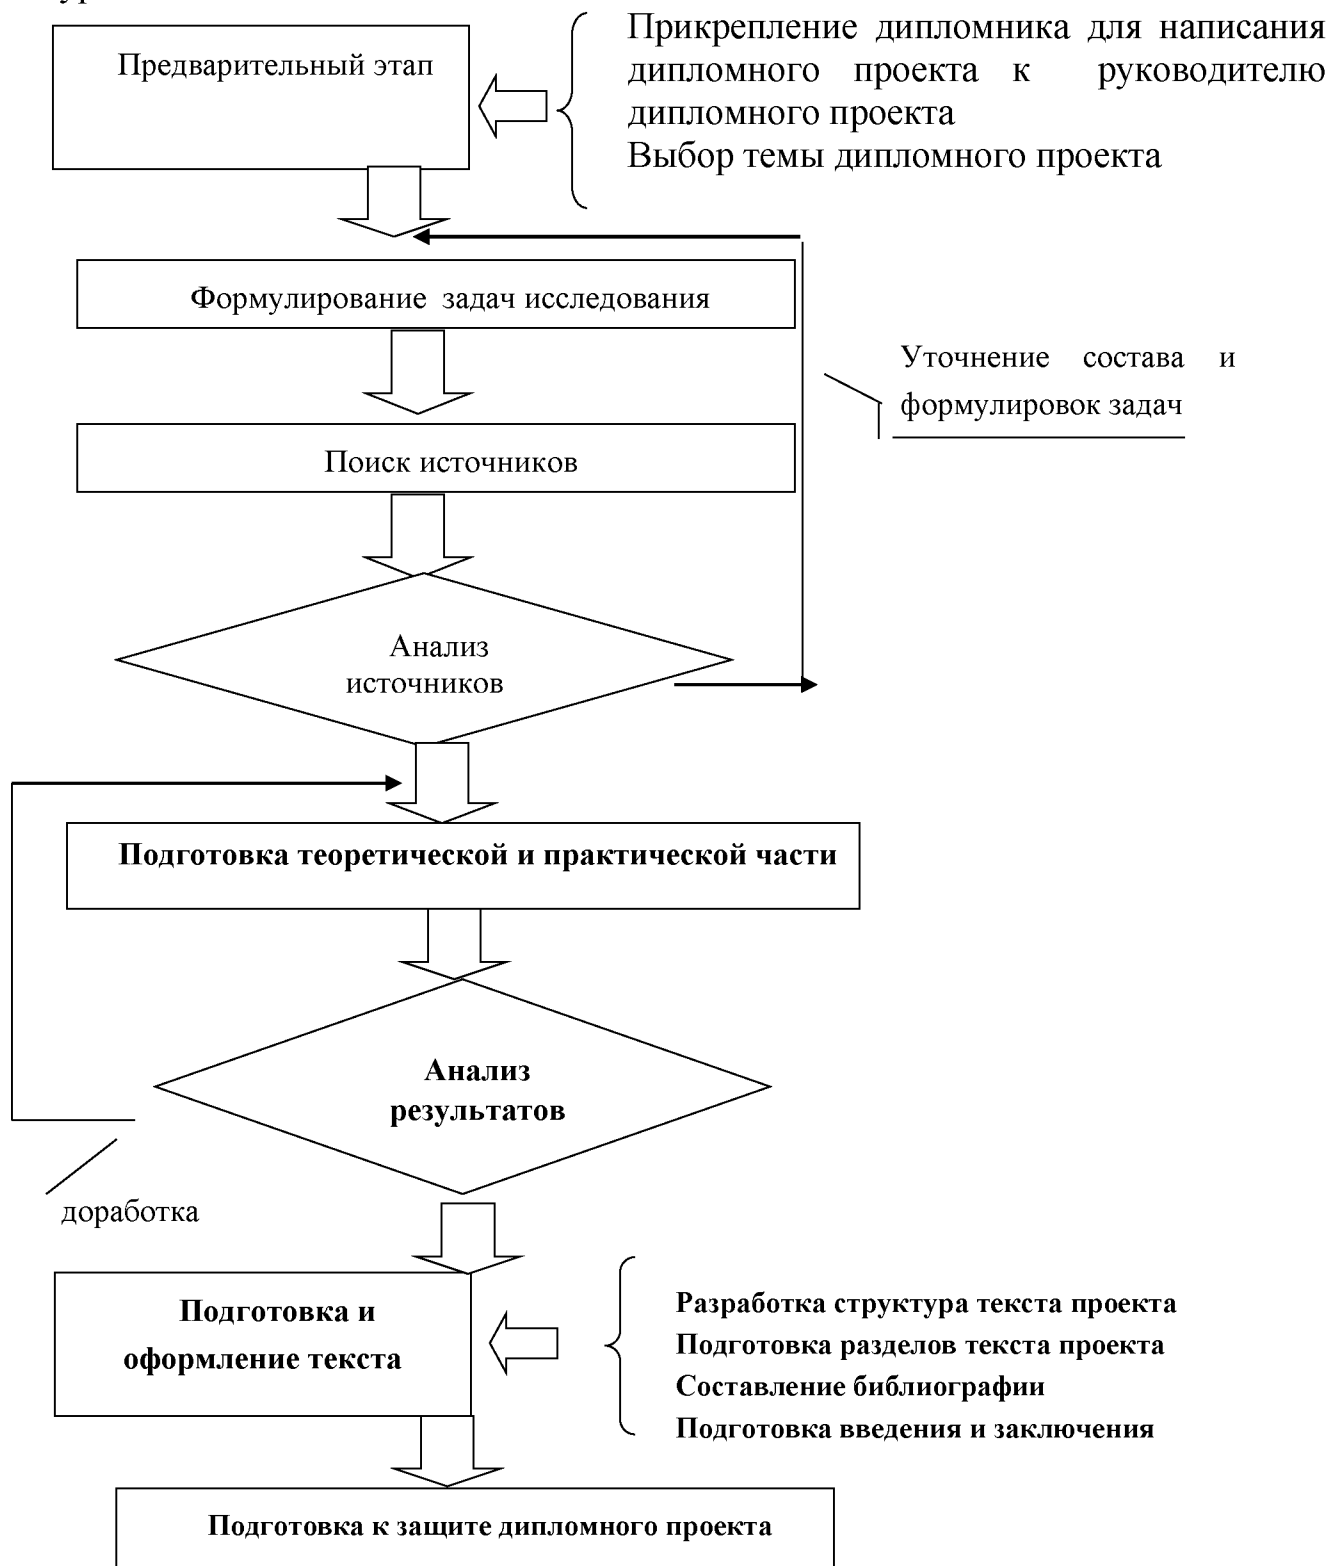 Предварительный этап
Прикрепление дипломника для написания
дипломного проекта к руководителю
дипломного проекта
Выбор темы дипломного проекта
Формулирование задач исследования
Уточнение состава и
формулировок задач
Поиск источников
Анализ
источников
Подготовка теоретической и практической части
Анализ
результатов
доработка
Подготовка и
оформление текста
Разработка структура текста проекта
Подготовка разделов текста проекта
Составление библиографии
Подготовка введения и заключения
Подготовка к защите дипломного проекта